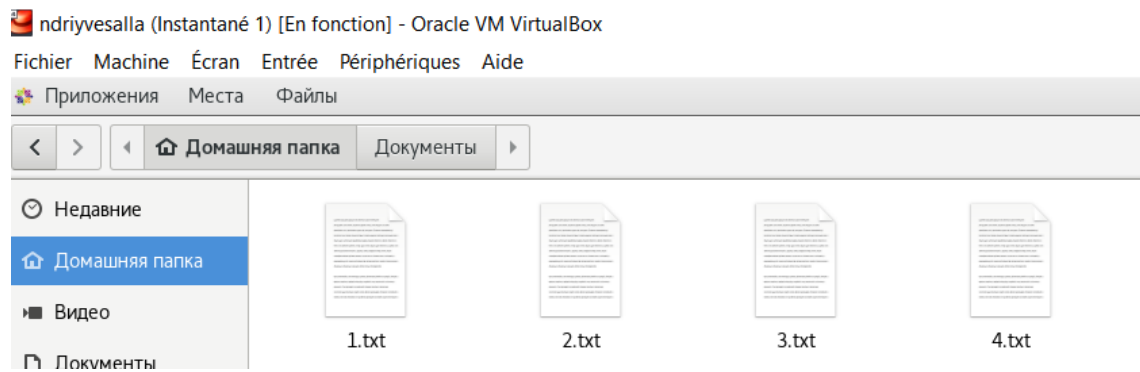 ndriyvesalla (Instantané 1) [En fonction] - Oracle VM VirtualBox
Fichier Machine Écran Entrée Périphériques Aide
Приложения Места Файлы
Домашняя папка Документы
Недавние
Домашняя папка
Видео
Документы
1.txt 2.txt 3.txt 4.txt